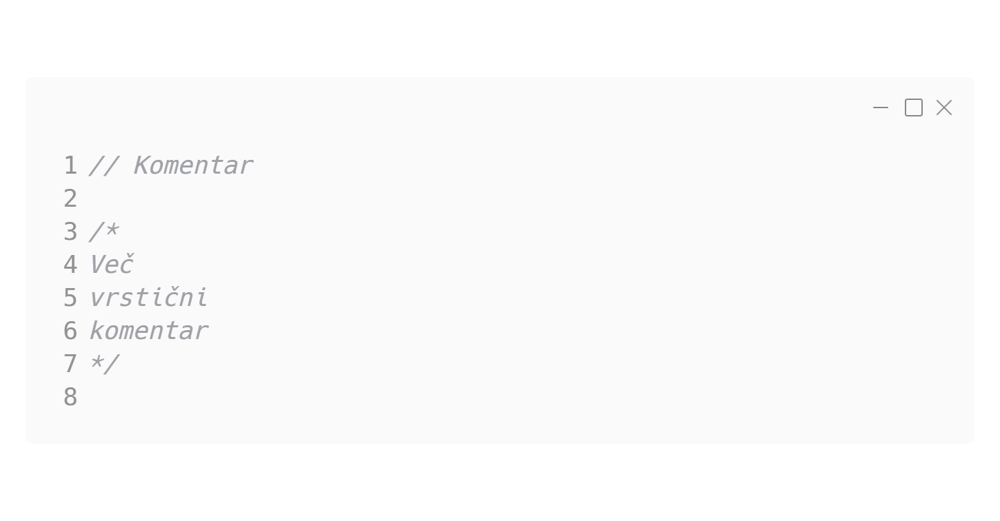 1 // Komentar
2
3 /*
4 Več
5 vrstični
6 komentar
7 */
8